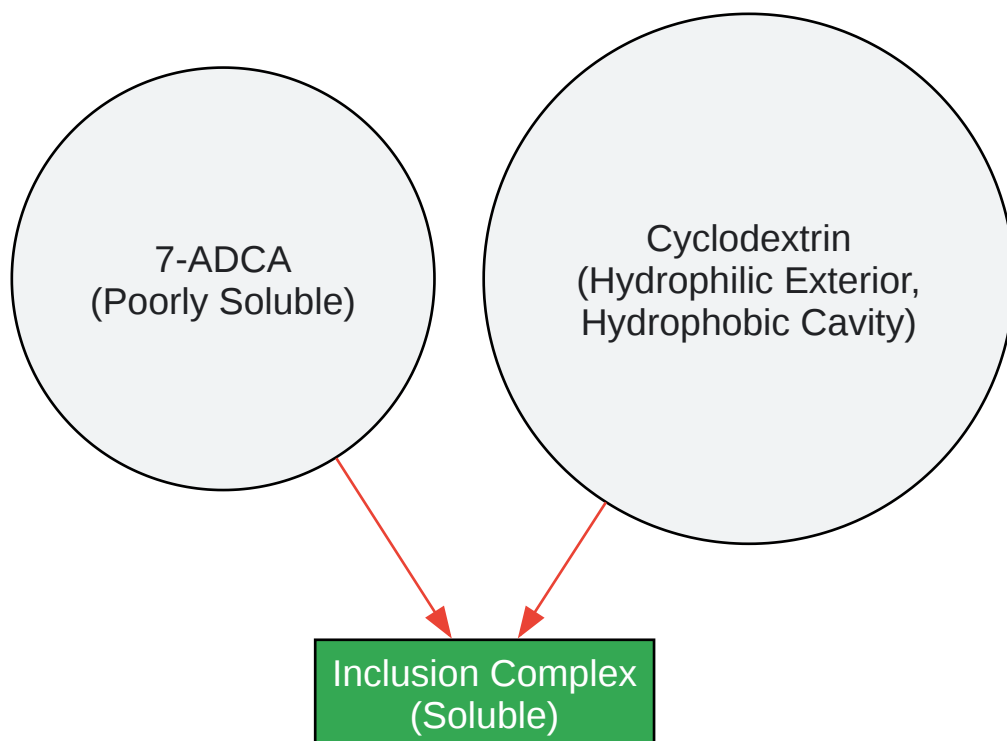 7-ADCA
(Poorly Soluble)
Cyclodextrin
(Hydrophilic Exterior,
Hydrophobic Cavity)
Inclusion Complex
(Soluble)